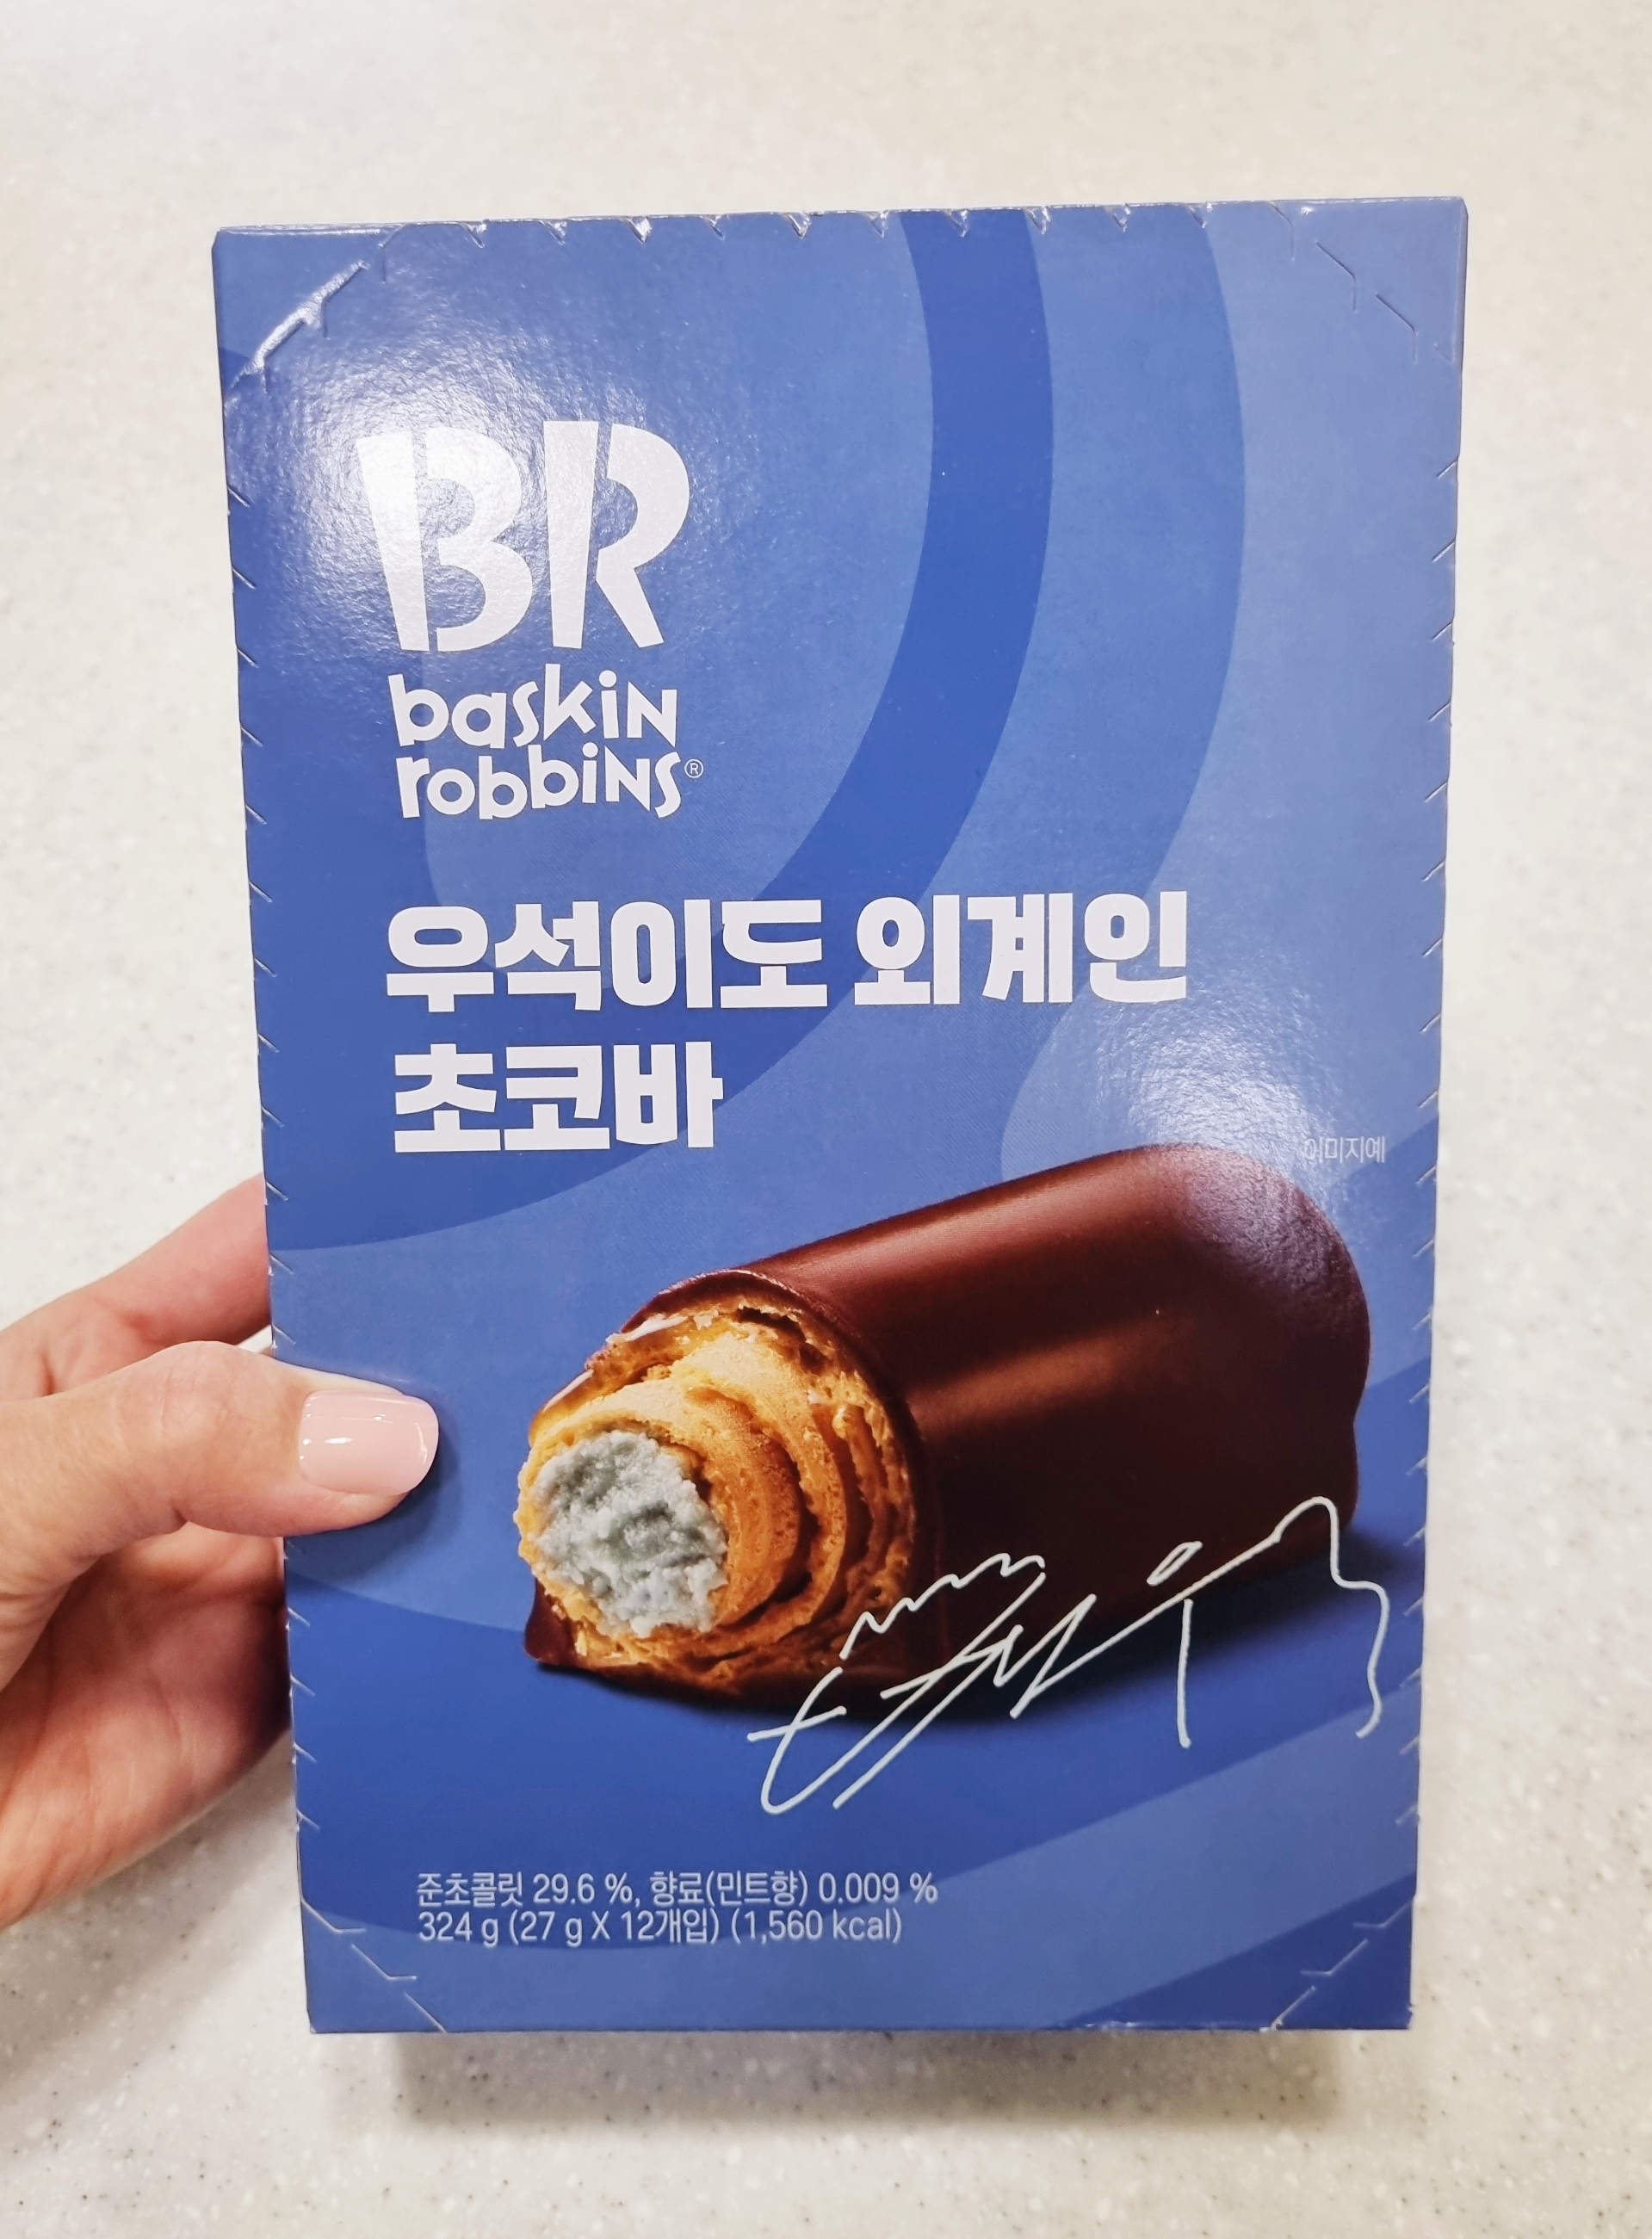 BR
baskin
robbins®
우석이도 외계인
초코바
이미지예
준초콜릿 29.6 %, 향료(민트향) 0.009 %
324 g (27 g X 12개입) (1,560 kcal)